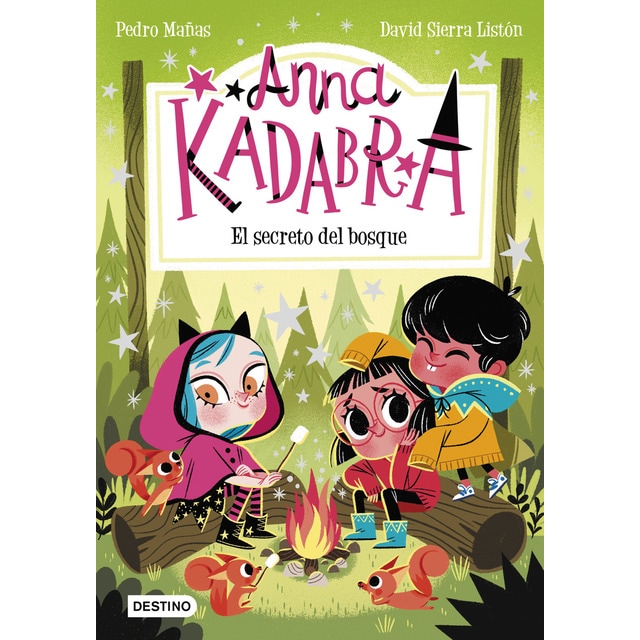 Pedro Mañas
David Sierra Listón
Anna
KADABRA
El secreto del bosque
DESTINO